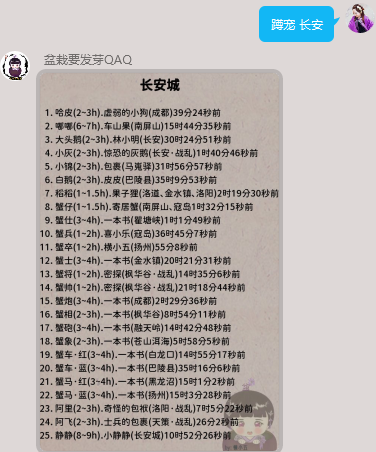 蹲宠 长安
盆栽要发芽QAQ
长安城
1. 哈皮(2~3h).虚弱的小狗(成都)39分24秒前
2. 嘟嘟(6~7h).车山果(南屏山)15时44分35秒前
3. 大头鹅(2~3h).林小明(长安)30时24分51秒前
4. 小灰(2~3h).惊恐的灰鹅(长安·战乱)1时40分46秒前
5. 小锦(2~3h).包裹(马嵬驿)31时56分57秒前
6. 白鹅(2~3h).皮皮(巴陵县)35时9分53秒前
7. 稻稻(1~1.5h).果子狸(洛道、金水镇、洛阳)2时19分30秒前
8. 蟹仔(1~1.5h).寄居蟹(南屏山、寇岛)1时32分15秒前
9. 蟹仕(3~4h).一本书(瞿塘峡)1时1分49秒前
10. 蟹兵(1~2h).喜小乐(寇岛)36时45分7秒前
11. 蟹卒(1~2h).横小五(扬州)55分8秒前
12. 蟹士(3~4h).一本书(金水镇)20时21分31秒前
13. 蟹将(1~2h).密探(枫华谷·战乱)14时35分6秒前
14. 蟹帅(1~2h).密探(枫华谷·战乱)21时18分44秒前
15. 蟹炮(3~4h).一本书(成都)2时29分36秒前
16. 蟹相(2~3h).一本书(枫华谷)8时54分11秒前
17. 蟹砲(3~4h).一本书(融天岭)14时42分48秒前
18. 蟹象(2~3h).一本书(苍山洱海)5时58分5秒前
19. 蟹车·红(3~4h).一本书(白龙口)14时55分17秒前
20. 蟹车·蓝(3~4h).一本书(巴陵县)35时16分6秒前
21. 蟹马·红(3~4h).一本书(黑龙沼)15时1分2秒前
22. 蟹马·蓝(3~4h).一本书(扬州)15时3分28秒前
23. 阿里(2~3h).奇怪的包袱(洛阳·战乱)7时5分22秒前
24. 阿飞(2~3h).士兵的包裹(天策·战乱)26分29秒前
25. 静静(8~9h).小静静(长安城)10时52分26秒前